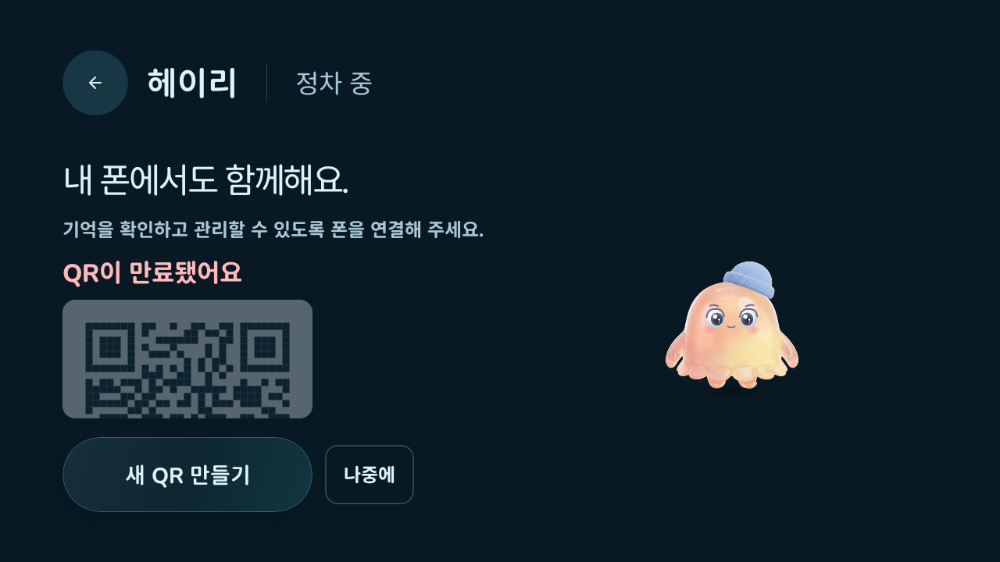 헤이리
정차 중
내 폰에서도 함께해요.
기억을 확인하고 관리할 수 있도록 폰을 연결해 주세요.
QR이 만료됐어요
새 QR 만들기
나중에